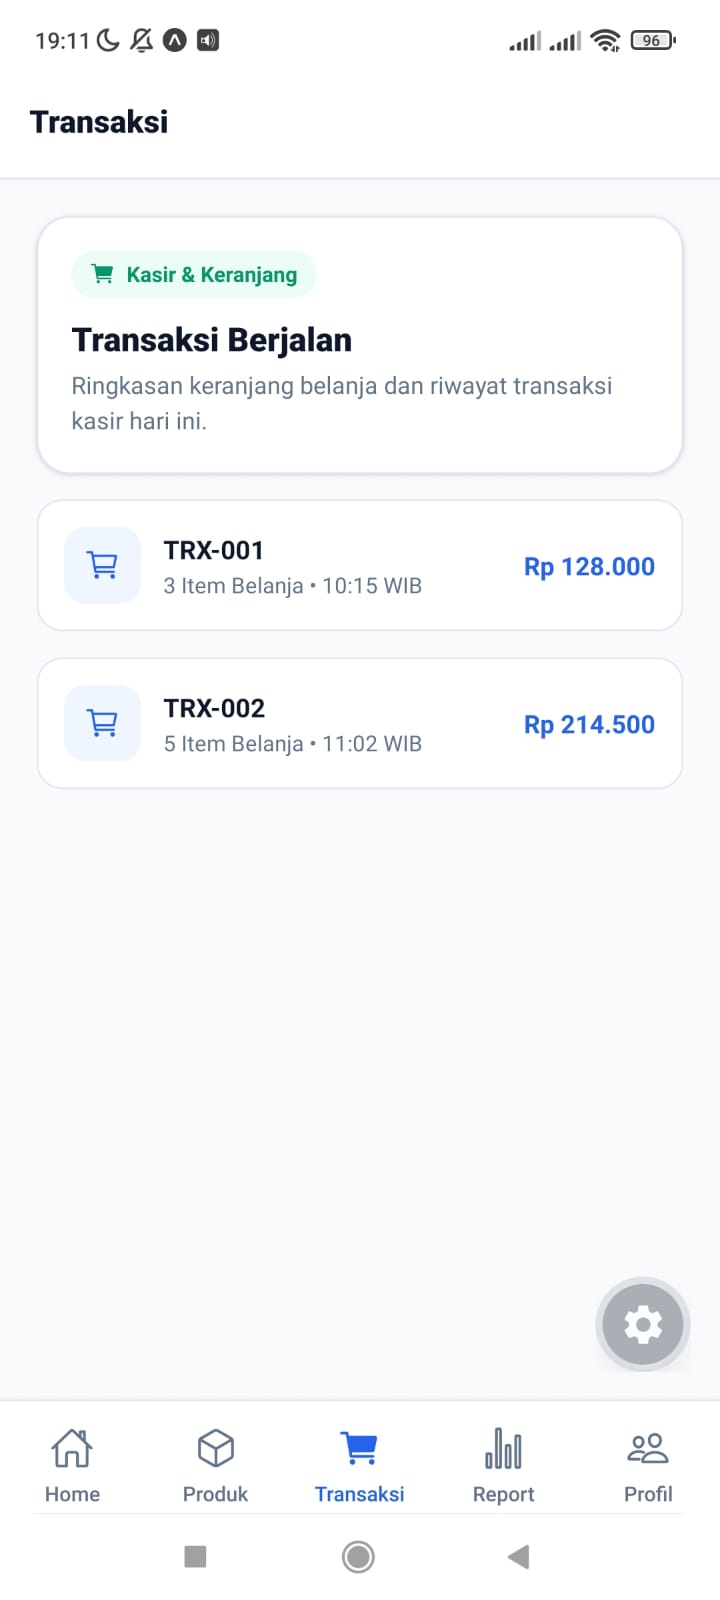 19:11
96
Transaksi
Kasir & Keranjang
Transaksi Berjalan
Ringkasan keranjang belanja dan riwayat transaksi
kasir hari ini.
TRX-001
3 Item Belanja • 10:15 WIB
Rp 128.000
TRX-002
5 Item Belanja • 11:02 WIB
Rp 214.500
Home
Produk
Transaksi
Report
Profil